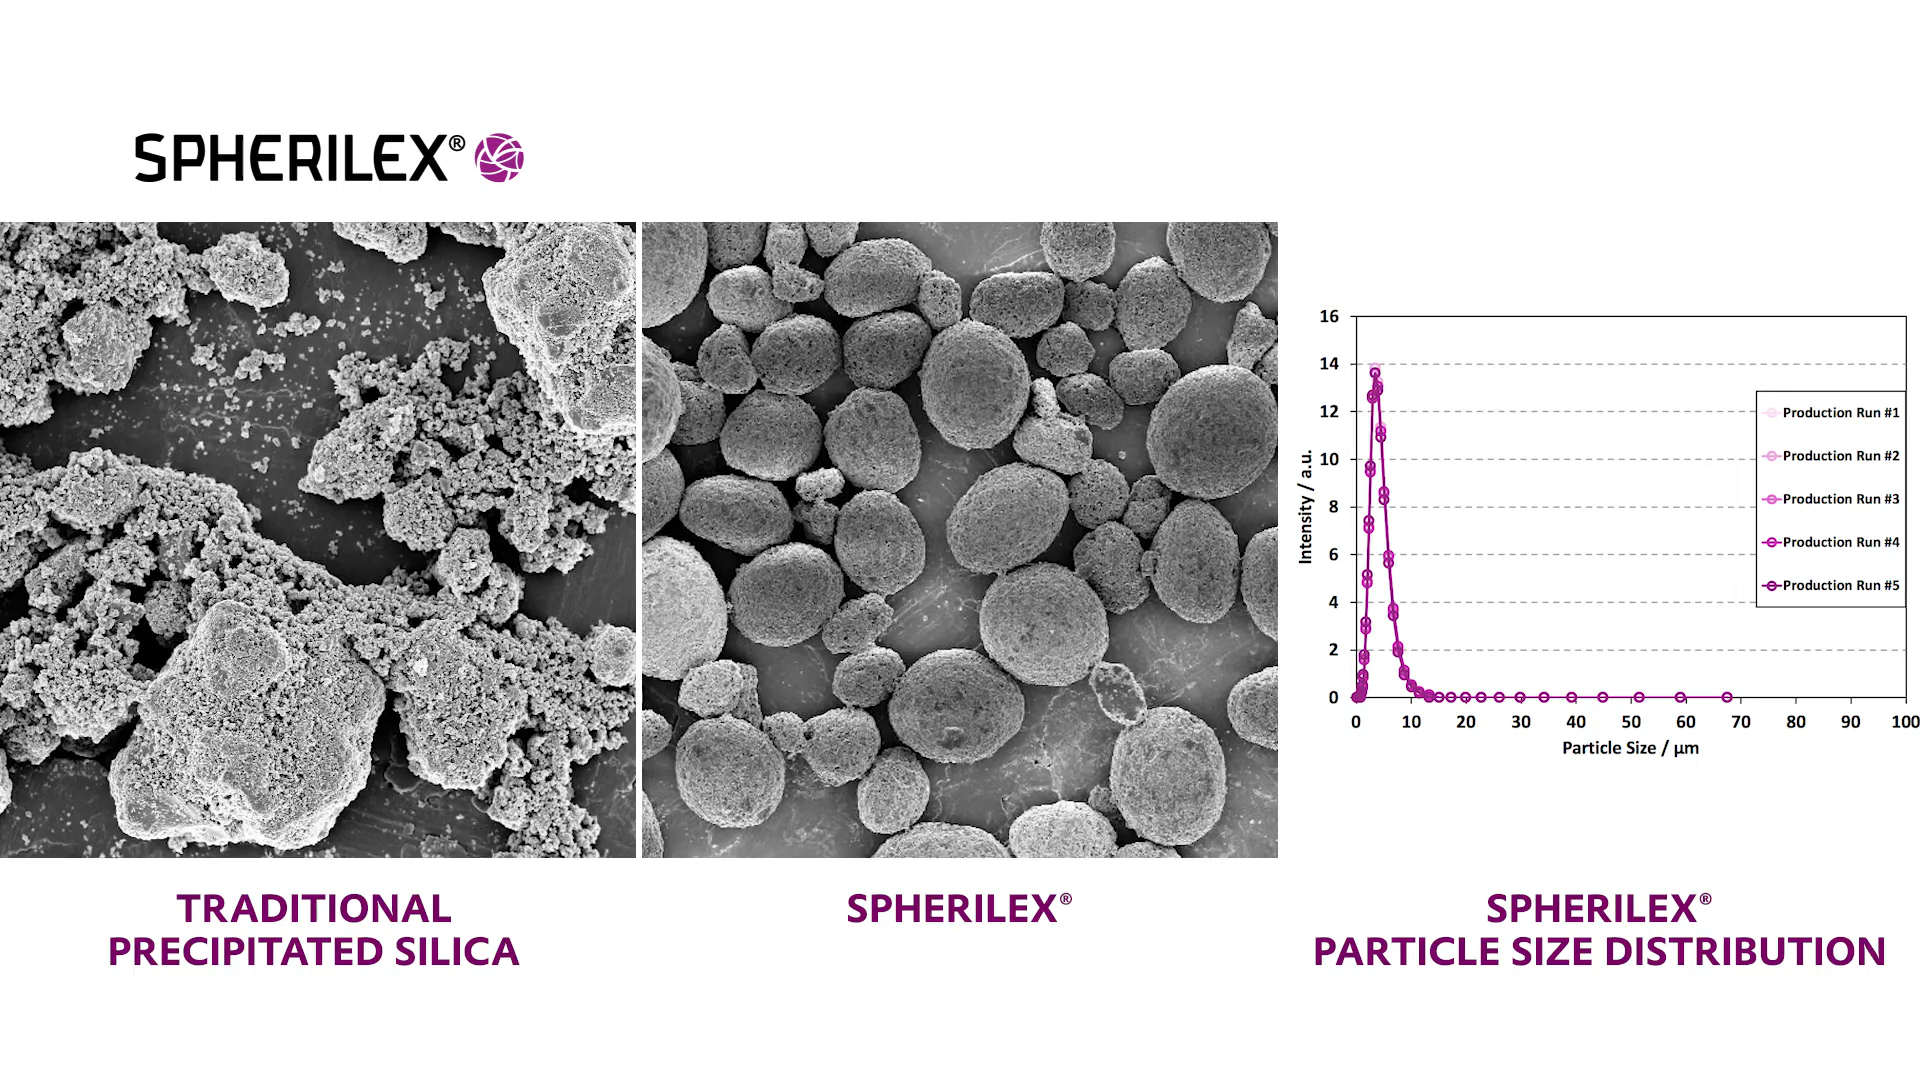 SPHERILEX®
TRADITIONAL
PRECIPITATED SILICA
SPHERILEX®
16
14
12
10
8
6
4
2
0
Intensity / a.u.
0 10 20 30 40 50 60 70 80 90 100
Particle Size / µm
Production Run #1
Production Run #2
Production Run #3
Production Run #4
Production Run #5
SPHERILEX®
PARTICLE SIZE DISTRIBUTION